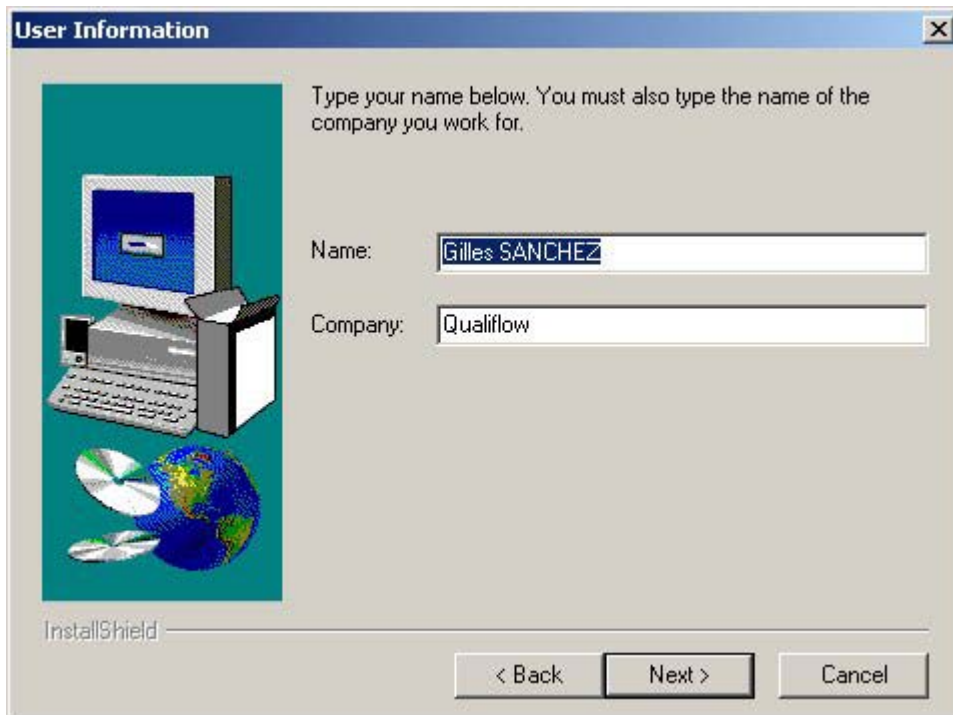 User Information
Type your name below. You must also type the name of the
company you work for.
Name:
Gilles SANCHEZ
Company:
Qualiflow
InstallShield
< Back
Next >
Cancel